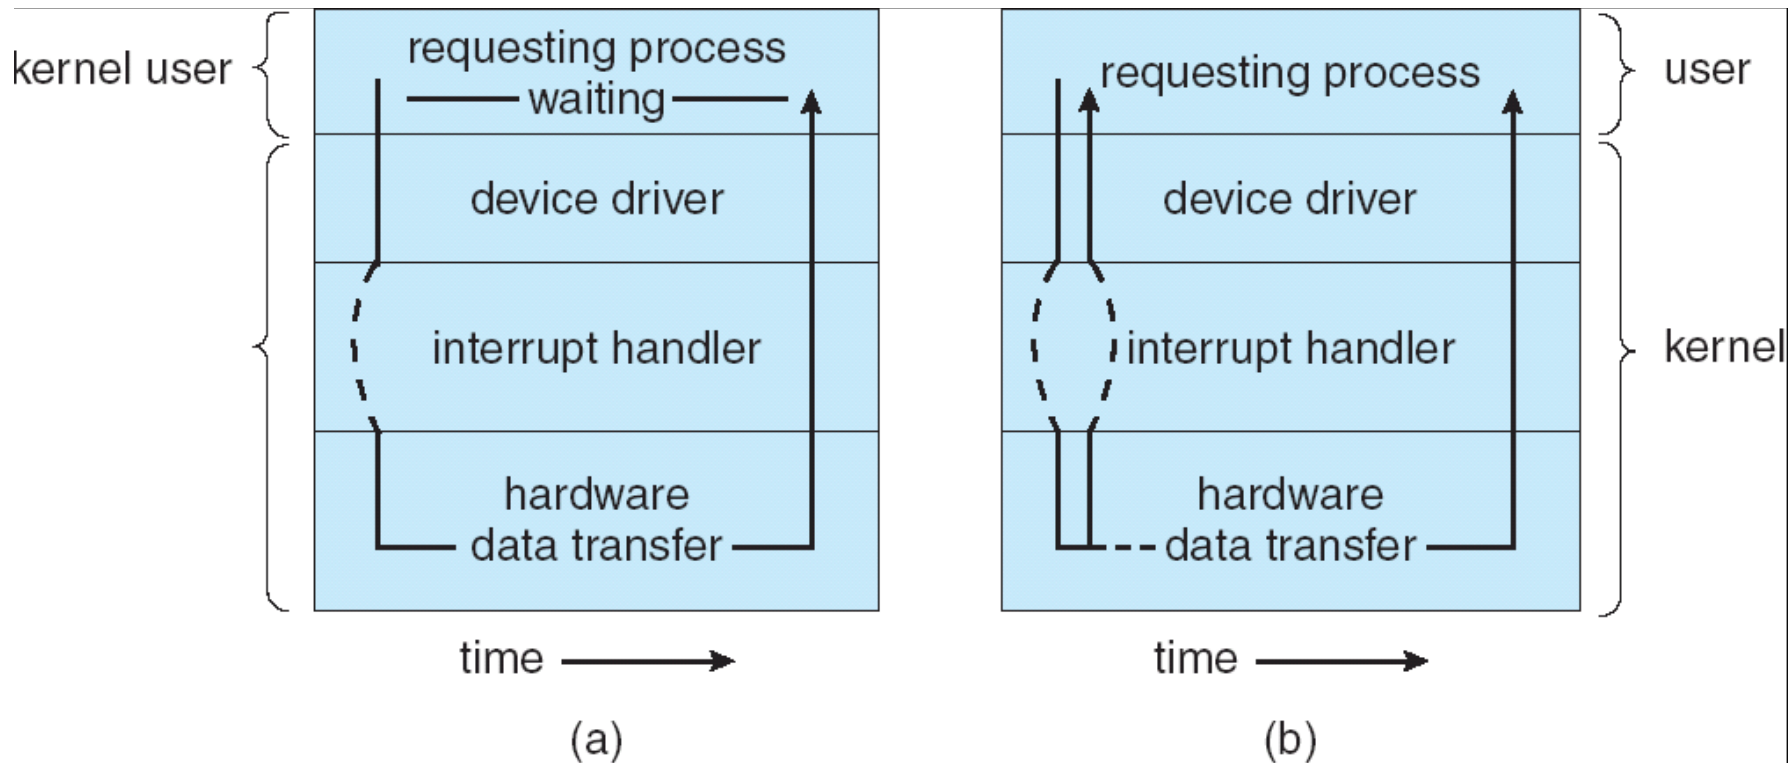 kernel user
requesting process
waiting
device driver
interrupt handler
hardware
data transfer
time
(a)
requesting process
user
device driver
interrupt handler
kernel
hardware
data transfer
time
(b)